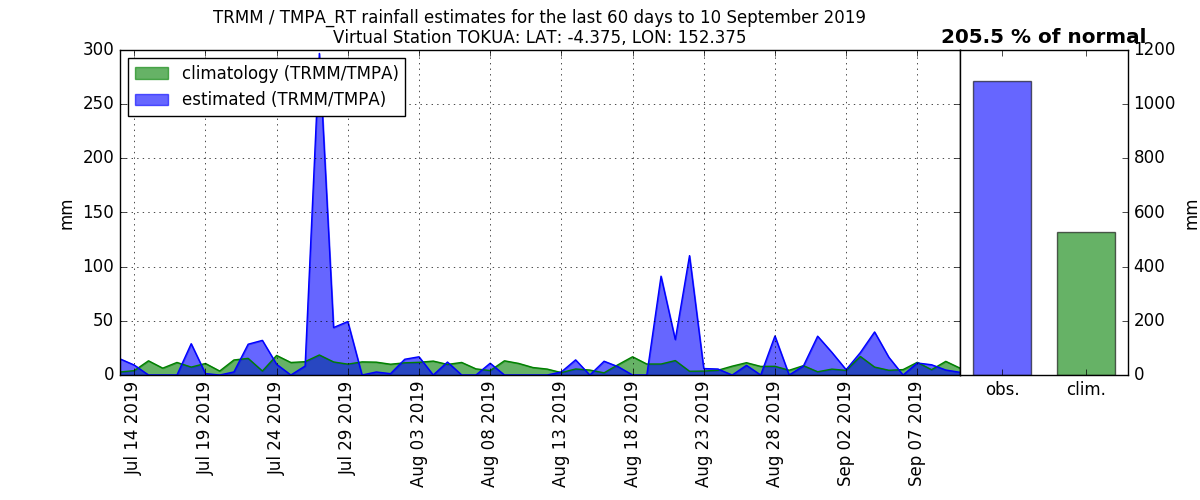 TRMM / TMPA_RT rainfall estimates for the last 60 days to 10 September 2019
Virtual Station TOKUA: LAT: -4.375, LON: 152.375
205.5 % of normal
climatology (TRMM/TMPA)
estimated (TRMM/TMPA)
mm
300
250
200
150
100
50
0
Jul 14 2019
Jul 19 2019
Jul 24 2019
Jul 29 2019
Aug 03 2019
Aug 08 2019
Aug 13 2019
Aug 18 2019
Aug 23 2019
Aug 28 2019
Sep 02 2019
Sep 07 2019
obs.
clim.
1200
1000
800
600
400
200
0
mm